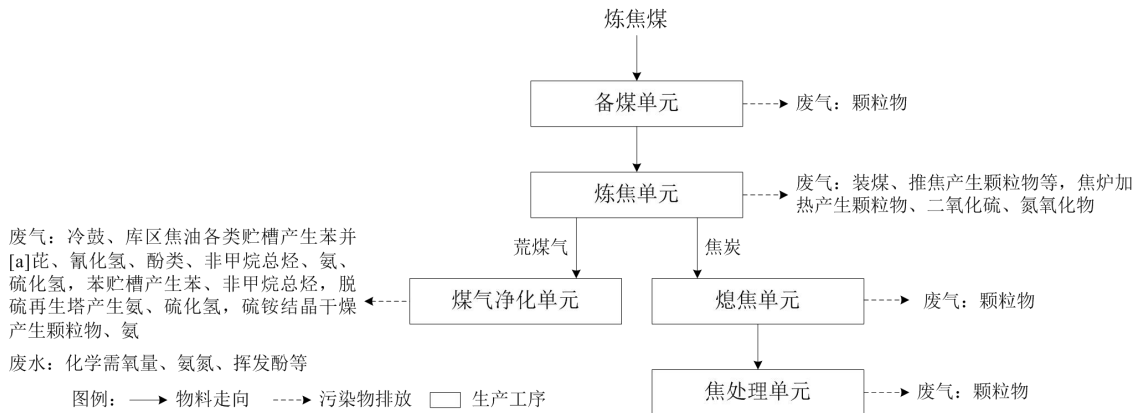 炼焦煤
备煤单元
废气：颗粒物
炼焦单元
废气：装煤、推焦产生颗粒物等，焦炉加
热产生颗粒物、二氧化硫、氮氧化物
荒煤气
焦炭
废气：冷鼓、库区焦油各类贮槽产生苯并
[a]芘、氰化氢、酚类、非甲烷总烃、氨、
硫化氢，苯贮槽产生苯、非甲烷总烃，脱
硫再生塔产生氨、硫化氢，硫铵结晶干燥
产生颗粒物、氨
废水：化学需氧量、氨氮、挥发酚等
煤气净化单元
熄焦单元
废气：颗粒物
焦处理单元
废气：颗粒物
图例： 物料走向 污染物排放 生产工序